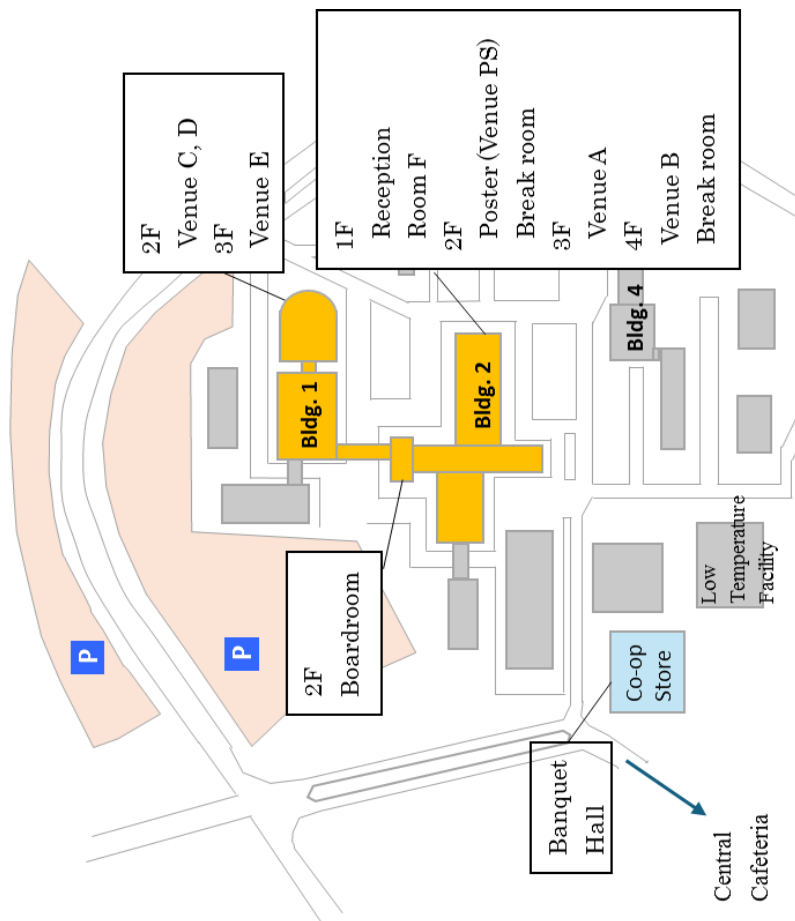 2F
Venue C, D
3F
Venue E
1F
Reception
Room F
2F
Poster (Venue PS)
Break room
3F
Venue A
4F
Venue B
Break room
Bldg. 1
Bldg. 2
Bldg. 4
P
P
2F
Boardroom
Low
Temperature
Facility
Co-op
Store
Banquet
Hall
Central
Cafeteria